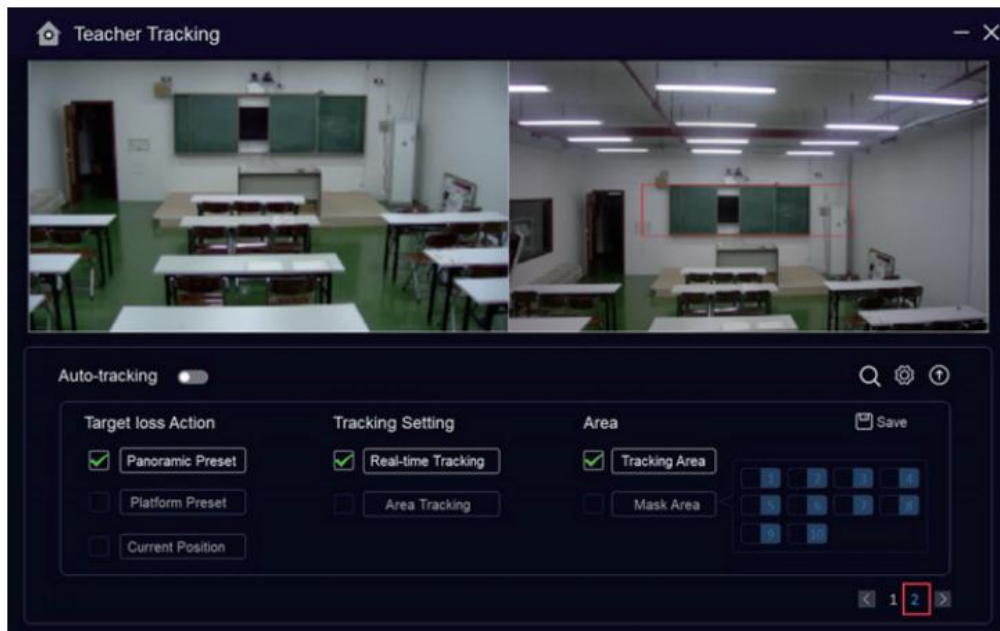 Teacher Tracking
Auto-tracking
Target loss Action Tracking Setting Area Save
Panoramic Preset Real-time Tracking Tracking Area
Platform Preset Area Tracking Mask Area
Current Position
1 2 3 4
5 6 7 8
9 10
1 2